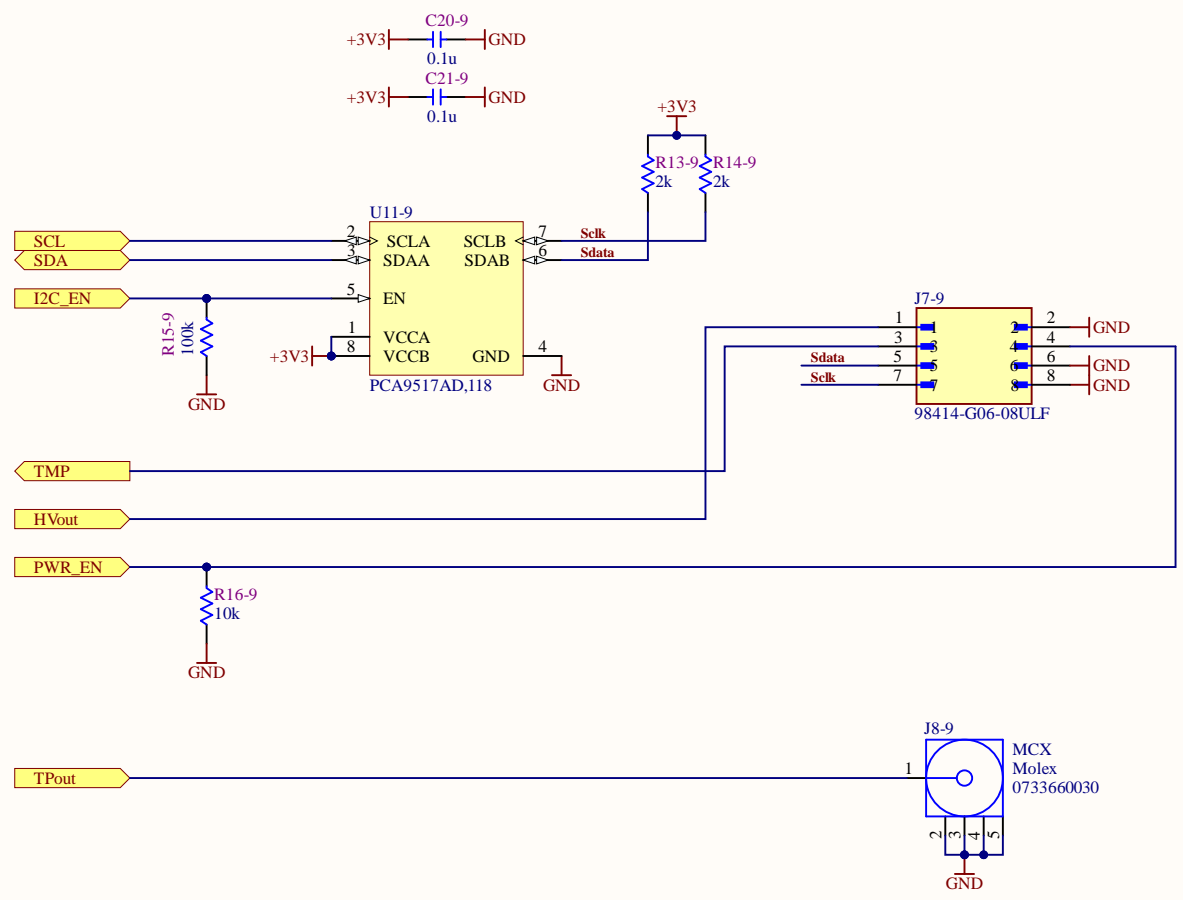 C20-9
+3V3 GND
0.1u
C21-9
+3V3 GND
0.1u
+3V3
R13-9 R14-9
2k 2k
U11-9
SCL 2 SCLA SCLB 7 Sclk
SDA 3 SDAA SDAB 6 Sdata
I2C_EN 5 EN
R15-9
100k
1 VCCA
+3V3 8 VCCB GND 4
PCA9517AD,118
GND
GND
J7-9
1 1 2 2 GND
3 3 4 4
Sdata 5 5 6 6 GND
Sclk 7 7 8 8 GND
98414-G06-08ULF
TMP
HVout
PWR_EN
R16-9
10k
GND
J8-9
MCX
Molex
0733660030
TPout 1
2 3 4 5
GND